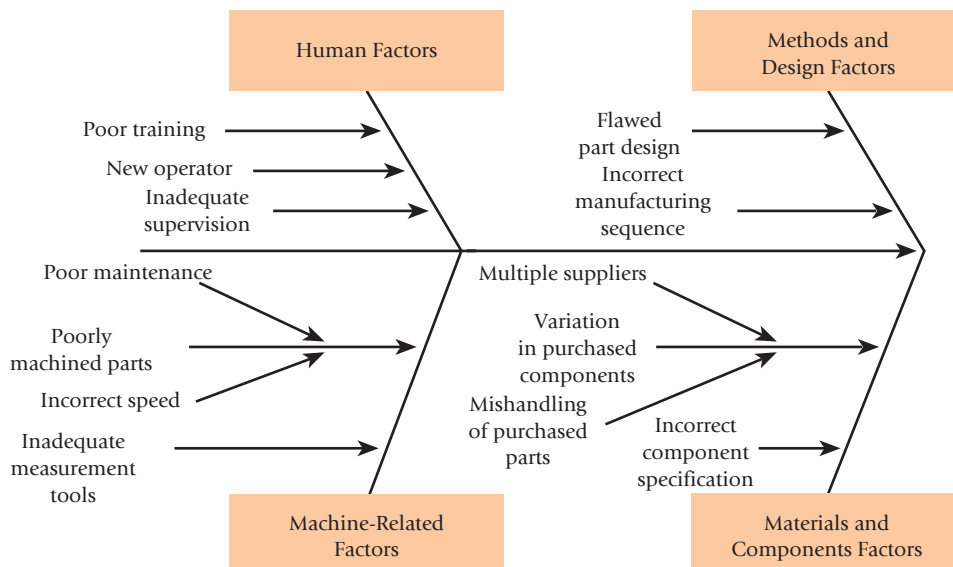 Human Factors
Methods and
Design Factors
Poor training
New operator
Inadequate
supervision
Flawed
part design
Incorrect
manufacturing
sequence
Poor maintenance
Poorly
machined parts
Incorrect speed
Inadequate
measurement
tools
Multiple suppliers
Variation
in purchased
components
Mishandling
of purchased
parts
Incorrect
component
specification
Machine-Related
Factors
Materials and
Components Factors